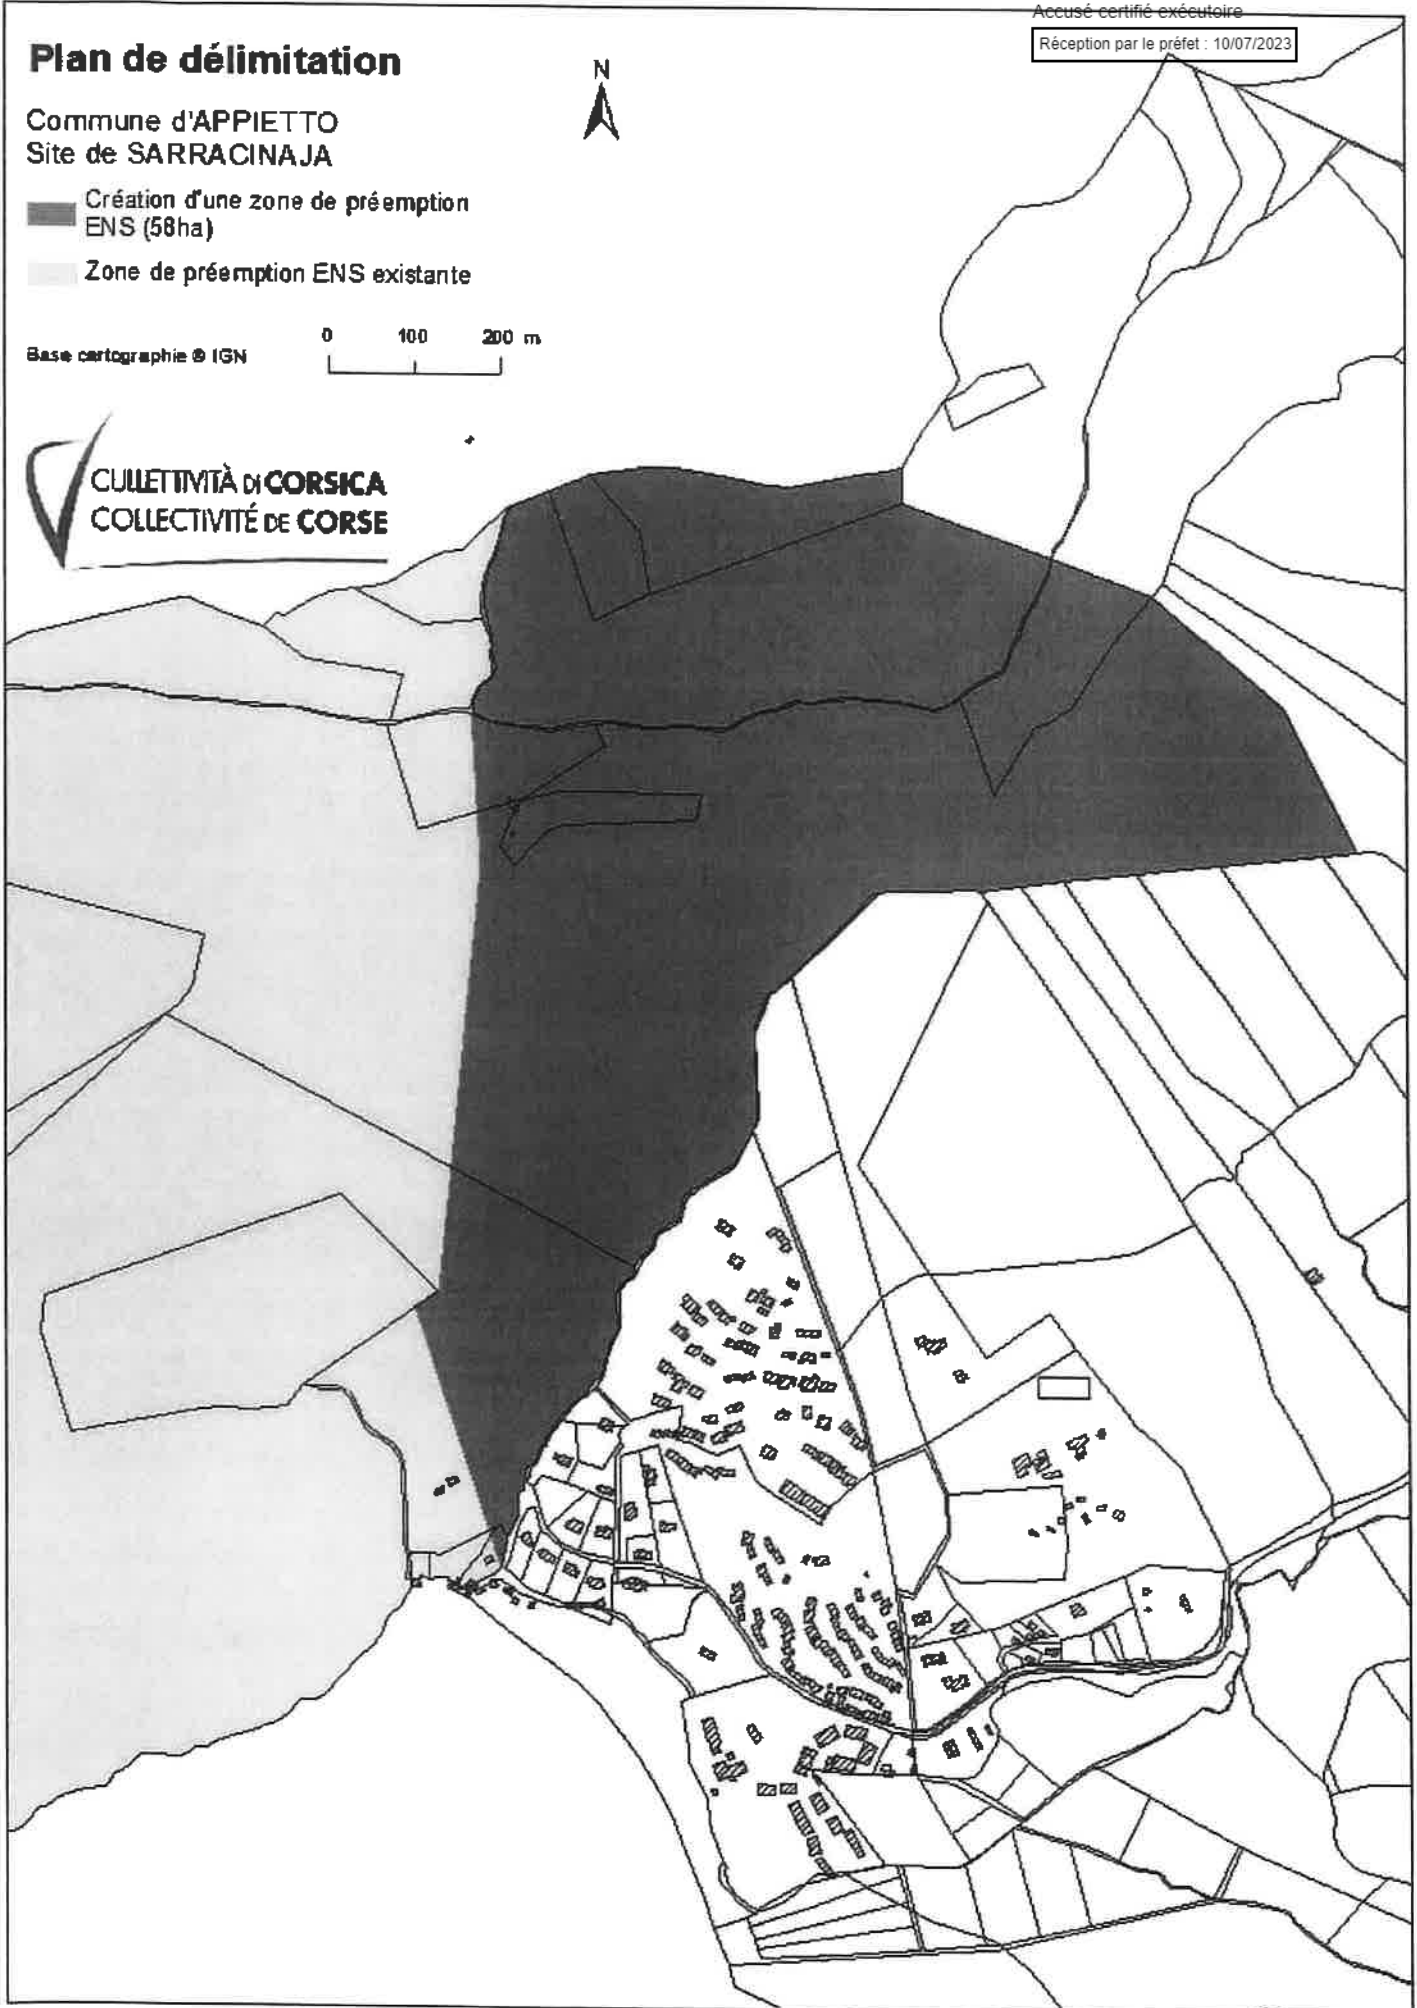 Accusé certifié exécutoire
Réception par le préfet : 10/07/2023
Plan de délimitation
Commune d'APPIETTO
Site de SARRACINAJA
Création d'une zone de préemption
ENS (58ha)
Zone de préemption ENS existante
0 100 200 m
Base cartographie © IGN
N
CULLETTIVITÀ DI CORSICA
COLLECTIVITÉ DE CORSE